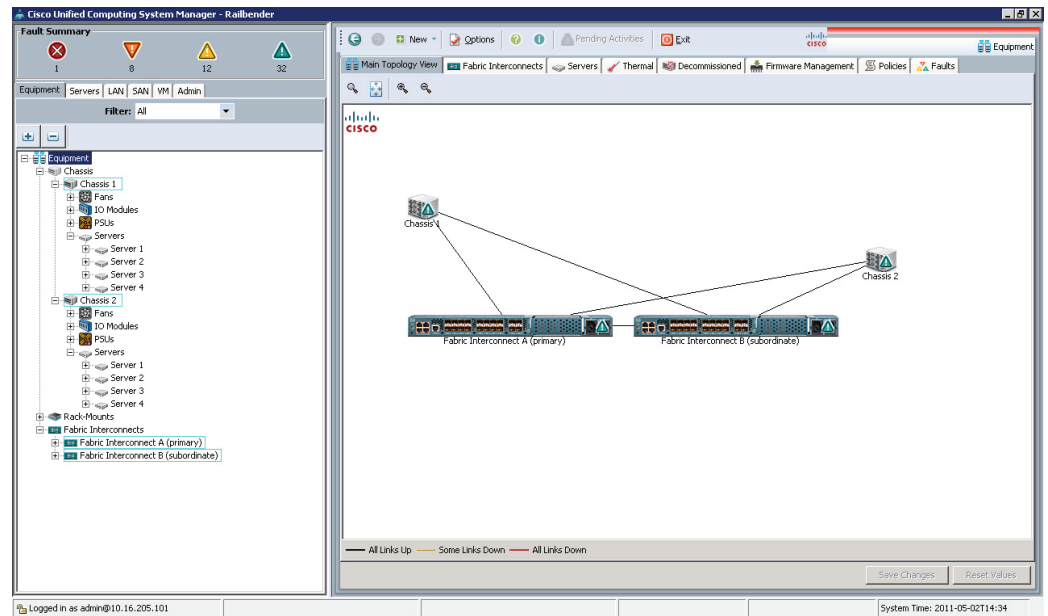 Cisco Unified Computing System Manager - Railbender
Fault Summary
1 8 12 32
Equipment Servers LAN SAN VM Admin
Filter: All
Equipment
Chassis
Chassis 1
Fans
IO Modules
PSUs
Servers
Server 1
Server 2
Server 3
Server 4
Chassis 2
Fans
IO Modules
PSUs
Servers
Server 1
Server 2
Server 3
Server 4
Rack-Mounts
Fabric Interconnects
Fabric Interconnect A (primary)
Fabric Interconnect B (subordinate)
New Options Pending Activities Exit
CISCO
Equipment
Main Topology View Fabric Interconnects Servers Thermal Decommissioned Firmware Management Policies Faults
CISCO
Chassis 1
Chassis 2
Fabric Interconnect A (primary)
Fabric Interconnect B (subordinate)
All Links Up Some Links Down All Links Down
Save Changes Reset Values
Logged in as admin@10.16.205.101
System Time: 2011-05-02T14:34